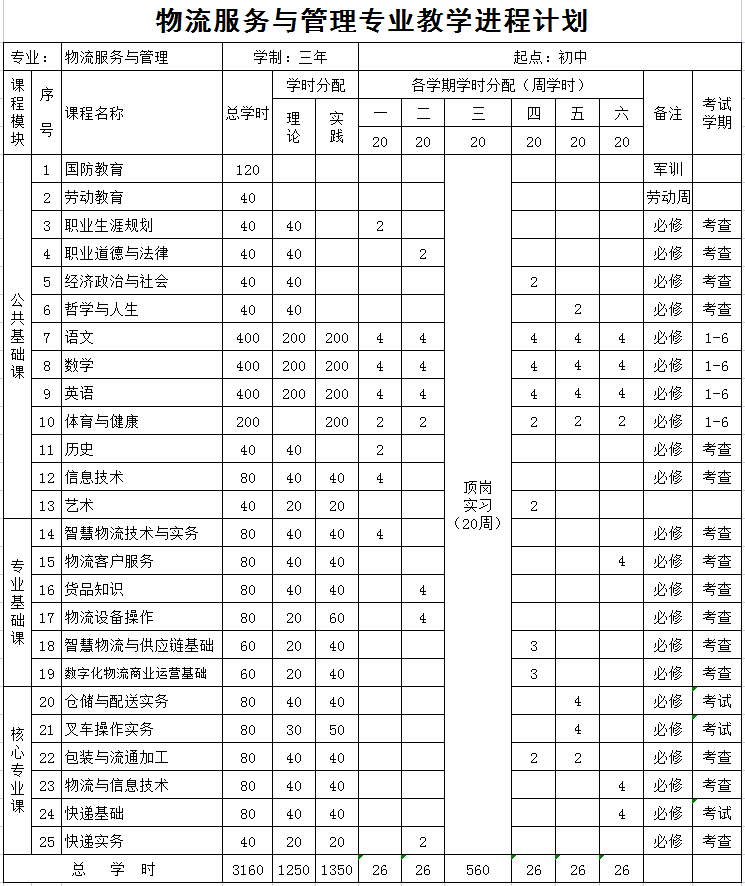 物流服务与管理专业教学进程计划
专业： 物流服务与管理 学制：三年 起点：初中
课程模块 序号 课程名称 总学时 学时分配 各学期学时分配（周学时） 备注 考试学期
理论 实践 一 二 三 四 五 六
20 20 20 20 20 20
公共基础课
1 国防教育 120 军训
2 劳动教育 40 劳动周
3 职业生涯规划 40 40 2 必修 考查
4 职业道德与法律 40 40 2 必修 考查
5 经济政治与社会 40 40 2 必修 考查
6 哲学与人生 40 40 2 必修 考查
7 语文 400 200 200 4 4 4 4 4 必修 1-6
8 数学 400 200 200 4 4 4 4 4 必修 1-6
9 英语 400 200 200 4 4 4 4 4 必修 1-6
10 体育与健康 200 200 2 2 2 2 2 必修 1-6
11 历史 40 40 2 必修 考查
12 信息技术 80 40 40 4 必修 考查
13 艺术 40 20 20 2
顶岗
实习
（20周）
专业基础课
14 智慧物流技术与实务 80 40 40 4 必修 考查
15 物流客户服务 80 40 40 4 必修 考查
16 货品知识 80 40 40 4 必修 考查
17 物流设备操作 80 20 60 4 必修 考查
18 智慧物流与供应链基础 60 20 40 3 必修 考查
19 数字化物流商业运营基础 60 20 40 3 必修 考查
核心专业课
20 仓储与配送实务 80 40 40 4 必修 考试
21 叉车操作实务 80 30 50 4 必修 考试
22 包装与流通加工 80 40 40 2 2 必修 考查
23 物流与信息技术 80 40 40 4 必修 考查
24 快递基础 80 40 40 4 必修 考试
25 快递实务 40 20 20 2 必修 考查
总 学 时 3160 1250 1350 26 26 560 26 26 26